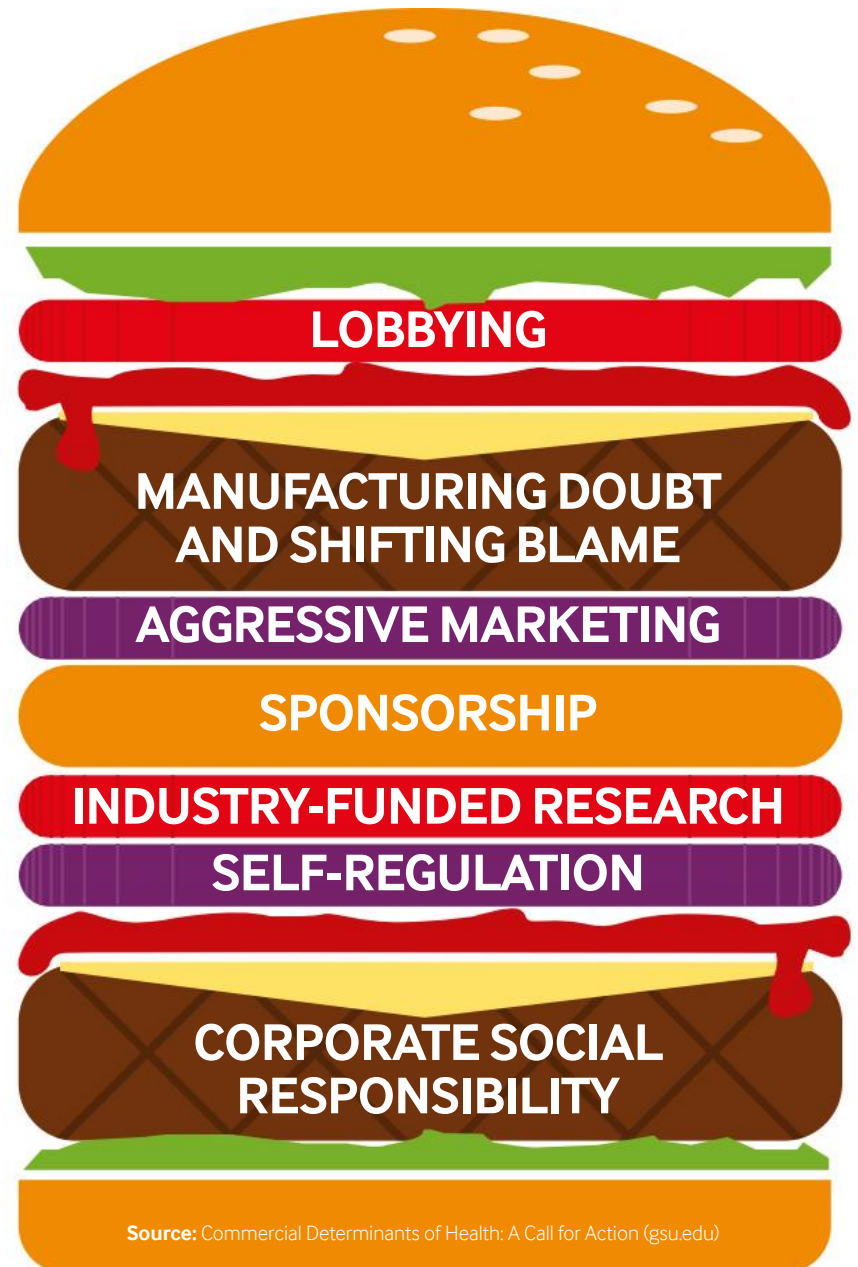 LOBBYING
MANUFACTURING DOUBT
AND SHIFTING BLAME
AGGRESSIVE MARKETING
SPONSORSHIP
INDUSTRY-FUNDED RESEARCH
SELF-REGULATION
CORPORATE SOCIAL
RESPONSIBILITY
Source: Commercial Determinants of Health: A Call for Action (gsu.edu)